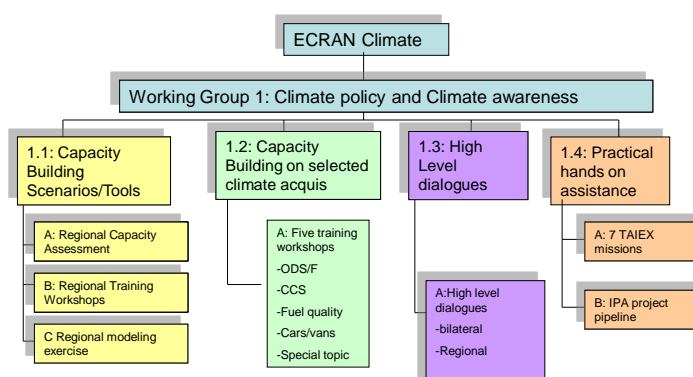 ECRAN Climate
Working Group 1: Climate policy and Climate awareness
1.1: Capacity
Building
Scenarios/Tools
A: Regional Capacity
Assessment
B: Regional Training
Workshops
C Regional modeling
exercise
1.2: Capacity
Building on selected
climate acquis
A: Five training
workshops
-ODS/F
-CCS
-Fuel quality
-Cars/vans
-Special topic
1.3: High
Level
dialogues
A:High level
dialogues
-bilateral
-Regional
1.4: Practical
hands on
assistance
A: 7 TAIEX
missions
B: IPA project
pipeline